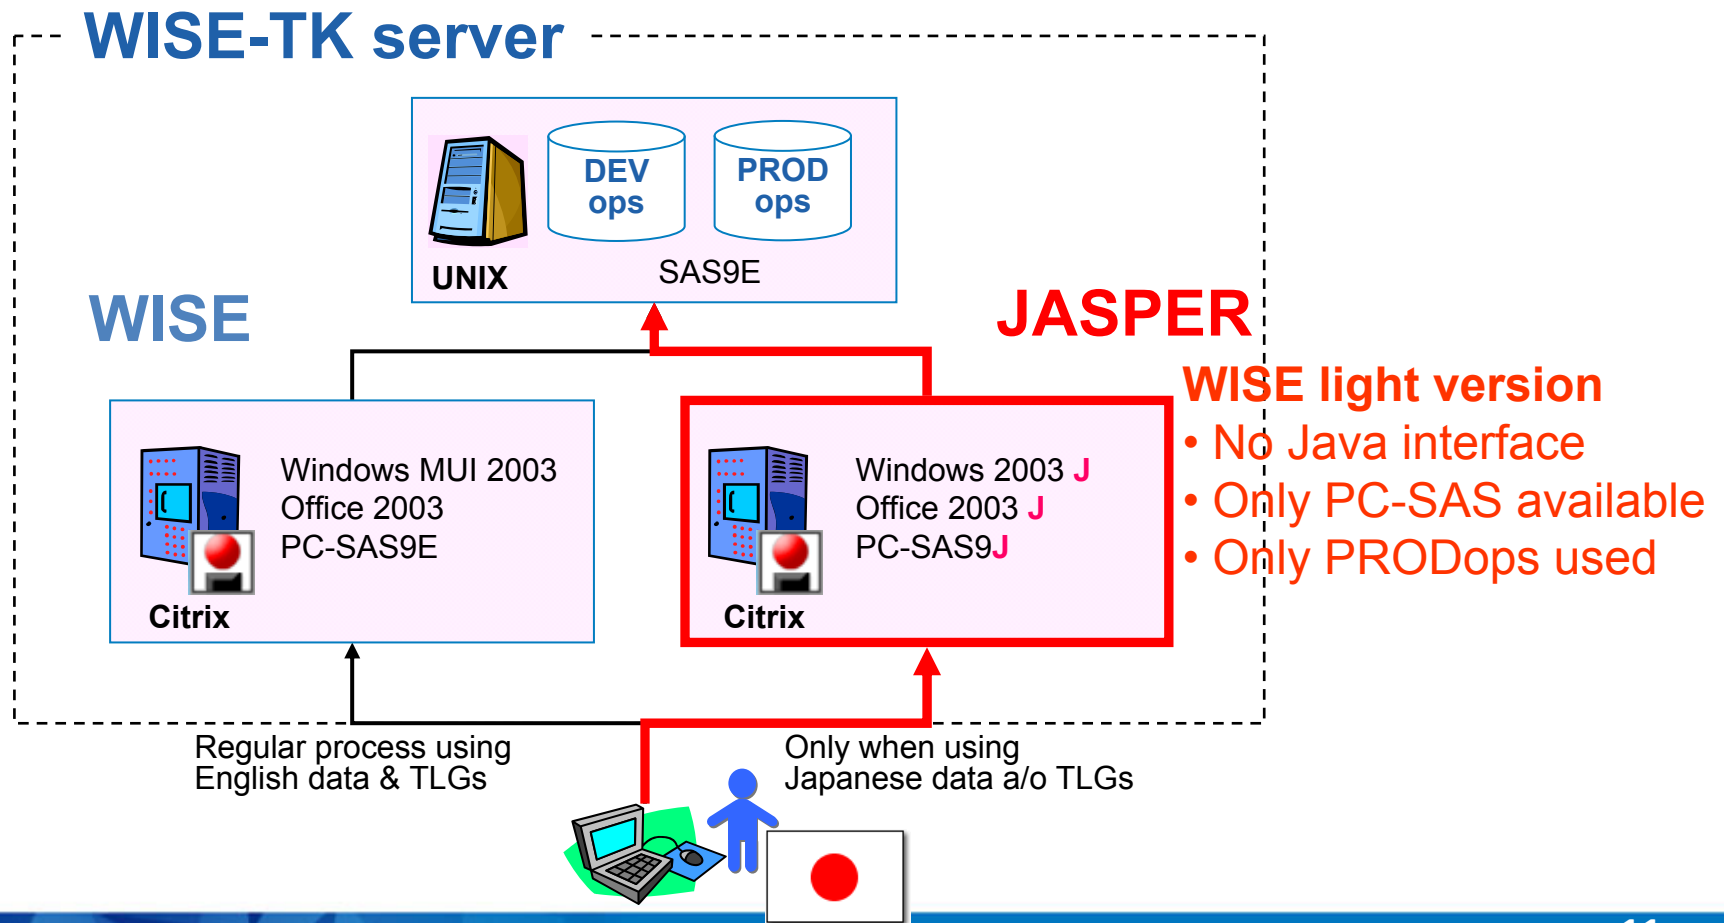 WISE-TK server
DEV
ops
PROD
ops
UNIX
SAS9E
WISE
JASPER
WISE light version
• No Java interface
• Only PC-SAS available
• Only PRODops used
Windows MUI 2003
Office 2003
PC-SAS9E
Citrix
Windows 2003 J
Office 2003 J
PC-SAS9J
Citrix
Regular process using
English data & TLGs
Only when using
Japanese data a/o TLGs